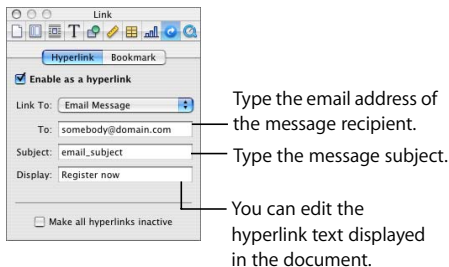 Link
T
Hyperlink Bookmark
Enable as a hyperlink
Link To: Email Message
To: somebody@domain.com
Subject: email_subject
Display: Register now
Make all hyperlinks inactive
Type the email address of
the message recipient.
Type the message subject.
You can edit the
hyperlink text displayed
in the document.